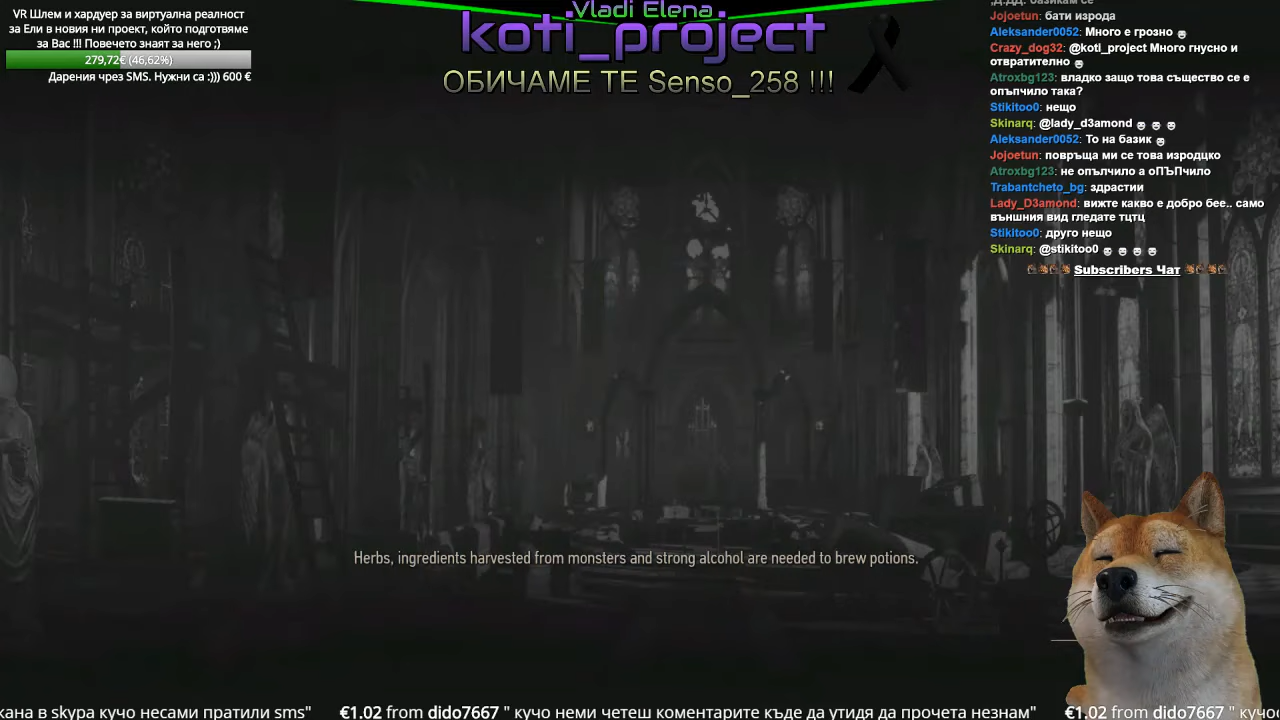 VR Шлем и хардуер за виртуална реалност
за Ели в новия ни проект, който подготвяме
за Вас !!! Повечето знаят за него ;)
279,72€ (46,62%)
Дарения чрез SMS. Нужни са :))) 600 €
Vladi Elena
koti_project
ОБИЧАМЕ ТЕ Senso_258 !!!
Jojoetun: бати изрода
Aleksander0052: Много е грозно
Crazy_dog32: @koti_project Много гнусно и
отвратително
Atroxbg123: владко защо това същество се е
опъпчило така?
Stikitoo0: нещо
Skinarq: @lady_d3amond
Aleksander0052: То на базик
Jojoetun: повръща ми се това изродцко
Atroxbg123: не опълчило а оПЪПчило
Trabantcheto_bg: здрастии
Lady_D3amond: вижте какво е добро бее.. само
външния вид гледате тцтц
Stikitoo0: друго нещо
Skinarq: @stikitoo0
Subscribers Чат
Herbs, ingredients harvested from monsters and strong alcohol are needed to brew potions.
кана в skypa кучо несами пратили sms" €1.02 from dido7667 " кучо неми четеш коментарите къде да утидя да прочета незнам" €1.02 from dido7667 " кучо